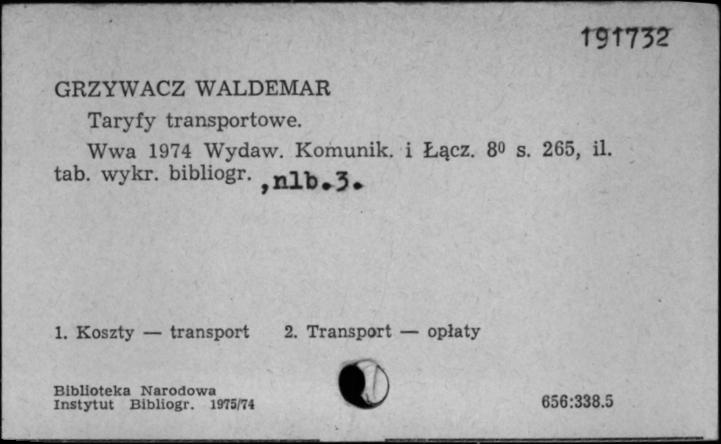 191732
GRZYWACZ WALDEMAR
Taryfy transportowe.
Wwa 1974 Wydaw. Komunik. i Łącz. 8⁰ s. 265, il.
tab. wykr. bibliogr. ,nlb.3.
1. Koszty — transport 2. Transport — opłaty
Biblioteka Narodowa
Instytut Bibliogr. 1975/74 656:338.5